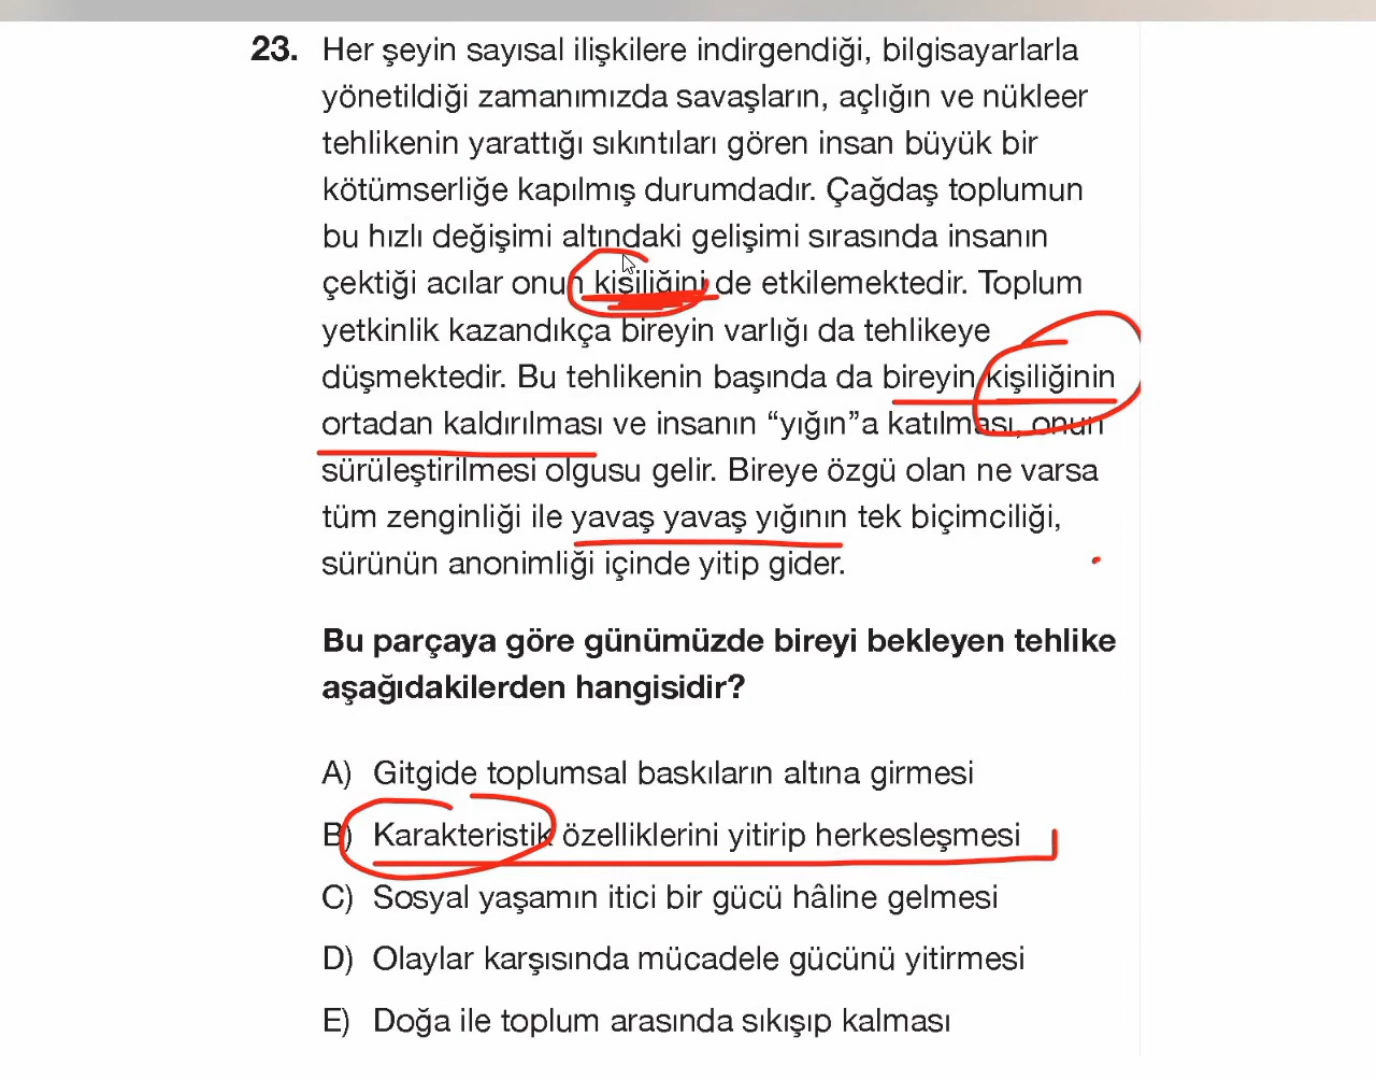 23. Her şeyin sayısal ilişkilere indirgendiği, bilgisayarlarla
yönetildiği zamanımızda savaşların, açlığın ve nükleer
tehlikenin yarattığı sıkıntıları gören insan büyük bir
kötümserliğe kapılmış durumdadır. Çağdaş toplumun
bu hızlı değişimi altındaki gelişimi sırasında insanın
çektiği acılar onun kişiliğini de etkilemektedir. Toplum
yetkinlik kazandıkça bireyin varlığı da tehlikeye
düşmektedir. Bu tehlikenin başında da bireyin kişiliğinin
ortadan kaldırılması ve insanın “yığın”a katılması, onun
sürüleştirilmesi olgusu gelir. Bireye özgü olan ne varsa
tüm zenginliği ile yavaş yavaş yığının tek biçimciliği,
sürünün anonimliği içinde yitip gider.
Bu parçaya göre günümüzde bireyi bekleyen tehlike
aşağıdakilerden hangisidir?
A) Gitgide toplumsal baskıların altına girmesi
B) Karakteristik özelliklerini yitirip herkesleşmesi
C) Sosyal yaşamın itici bir gücü hâline gelmesi
D) Olaylar karşısında mücadele gücünü yitirmesi
E) Doğa ile toplum arasında sıkışıp kalması